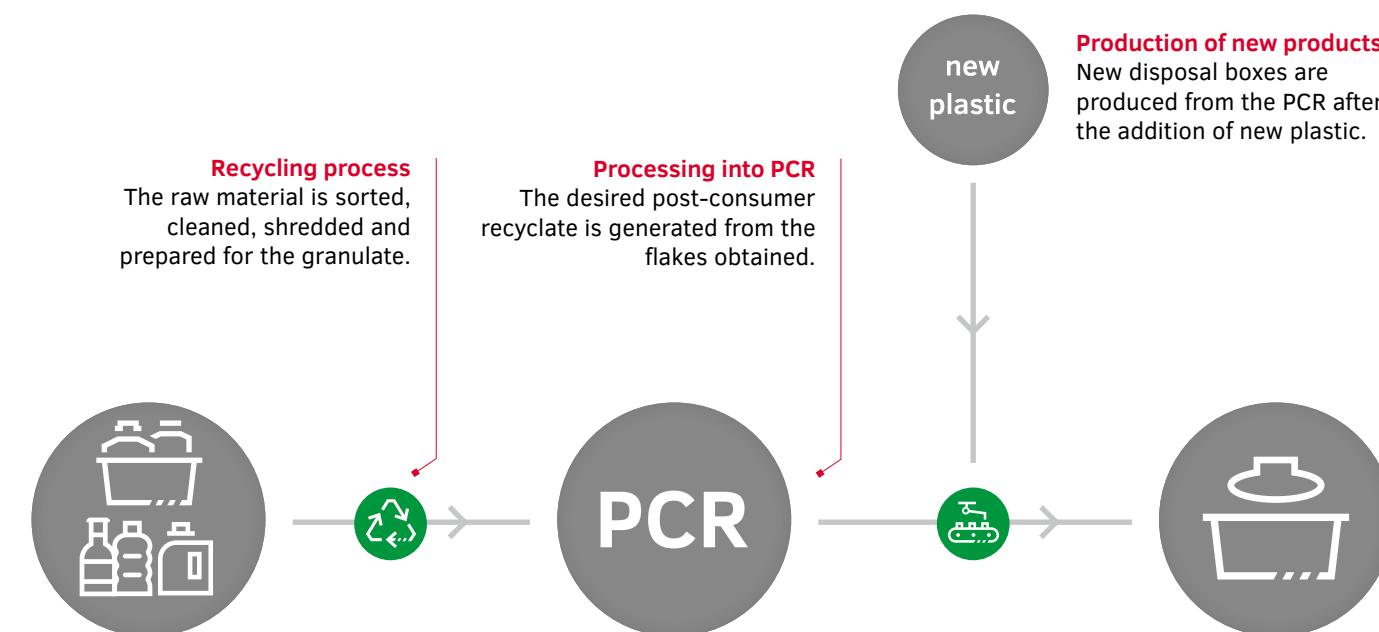 Recycling process
The raw material is sorted,
cleaned, shredded and
prepared for the granulate.
Processing into PCR
The desired post-consumer
recyclate is generated from the
flakes obtained.
new
plastic
Production of new products
New disposal boxes are
produced from the PCR after
the addition of new plastic.
PCR